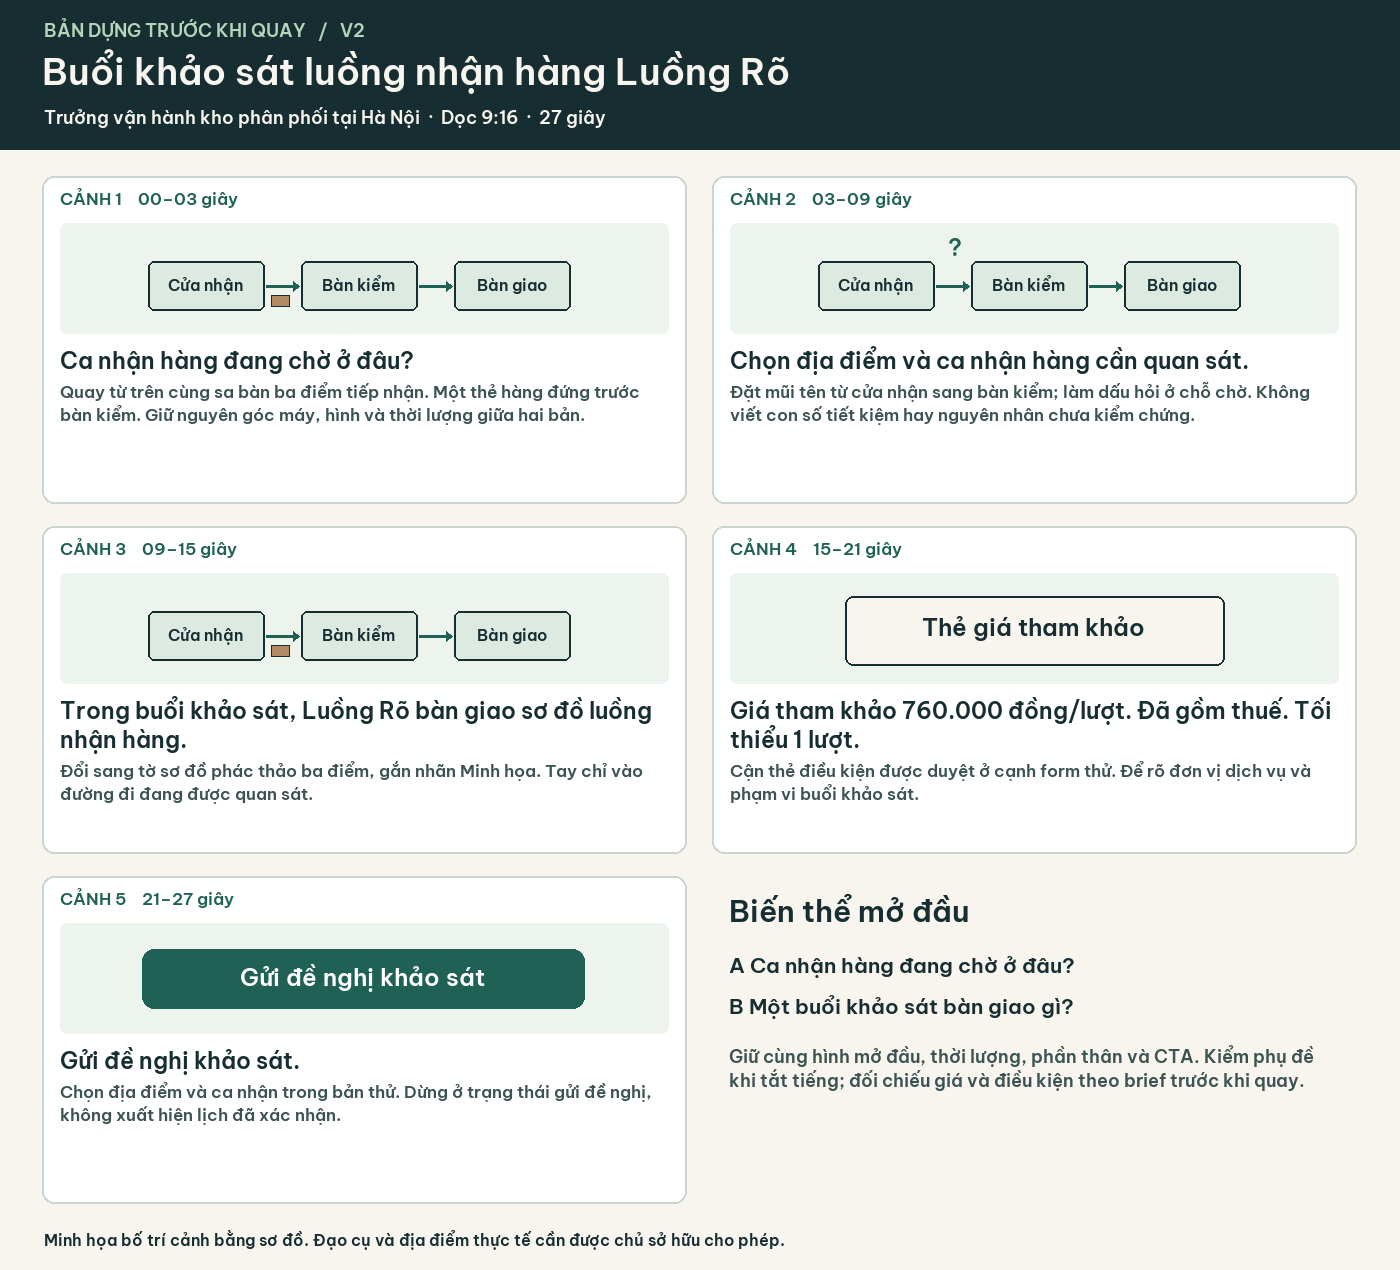 BẢN DỰNG TRƯỚC KHI QUAY / V2
Buổi khảo sát luồng nhận hàng Luồng Rõ
Trưởng vận hành kho phân phối tại Hà Nội · Dọc 9:16 · 27 giây
CẢNH 1 00–03 giây
Cửa nhận
Bàn kiểm
Bàn giao
Ca nhận hàng đang chờ ở đâu?
Quay từ trên cùng sa bàn ba điểm tiếp nhận. Một thẻ hàng đứng trước
bàn kiểm. Giữ nguyên góc máy, hình và thời lượng giữa hai bản.
CẢNH 2 03–09 giây
?
Cửa nhận
Bàn kiểm
Bàn giao
Chọn địa điểm và ca nhận hàng cần quan sát.
Đặt mũi tên từ cửa nhận sang bàn kiểm; làm dấu hỏi ở chỗ chờ. Không
viết con số tiết kiệm hay nguyên nhân chưa kiểm chứng.
CẢNH 3 09–15 giây
Cửa nhận
Bàn kiểm
Bàn giao
Trong buổi khảo sát, Luồng Rõ bàn giao sơ đồ luồng
nhận hàng.
Đổi sang tờ sơ đồ phác thảo ba điểm, gắn nhãn Minh họa. Tay chỉ vào
đường đi đang được quan sát.
CẢNH 4 15–21 giây
Thẻ giá tham khảo
Giá tham khảo 760.000 đồng/lượt. Đã gồm thuế. Tối
thiểu 1 lượt.
Cận thẻ điều kiện được duyệt ở cạnh form thử. Để rõ đơn vị dịch vụ và
phạm vi buổi khảo sát.
CẢNH 5 21–27 giây
Gửi đề nghị khảo sát
Gửi đề nghị khảo sát.
Chọn địa điểm và ca nhận trong bản thử. Dừng ở trạng thái gửi đề nghị,
không xuất hiện lịch đã xác nhận.
Biến thể mở đầu
A Ca nhận hàng đang chờ ở đâu?
B Một buổi khảo sát bàn giao gì?
Giữ cùng hình mở đầu, thời lượng, phần thân và CTA. Kiểm phụ đề
khi tắt tiếng; đối chiếu giá và điều kiện theo brief trước khi quay.
Minh họa bố trí cảnh bằng sơ đồ. Đạo cụ và địa điểm thực tế cần được chủ sở hữu cho phép.